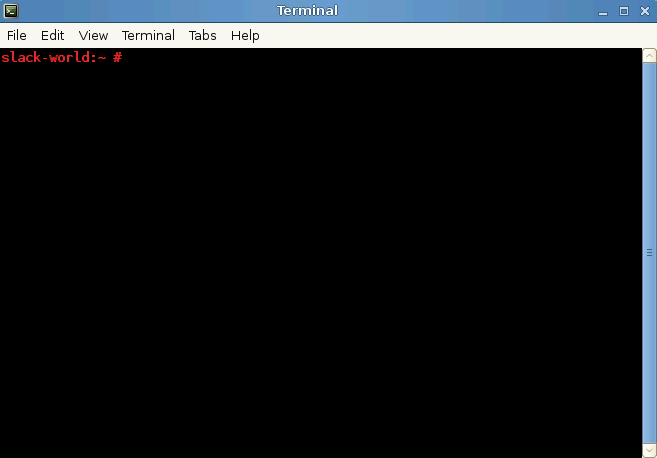 Terminal
File Edit View Terminal Tabs Help
slack-world:~ #